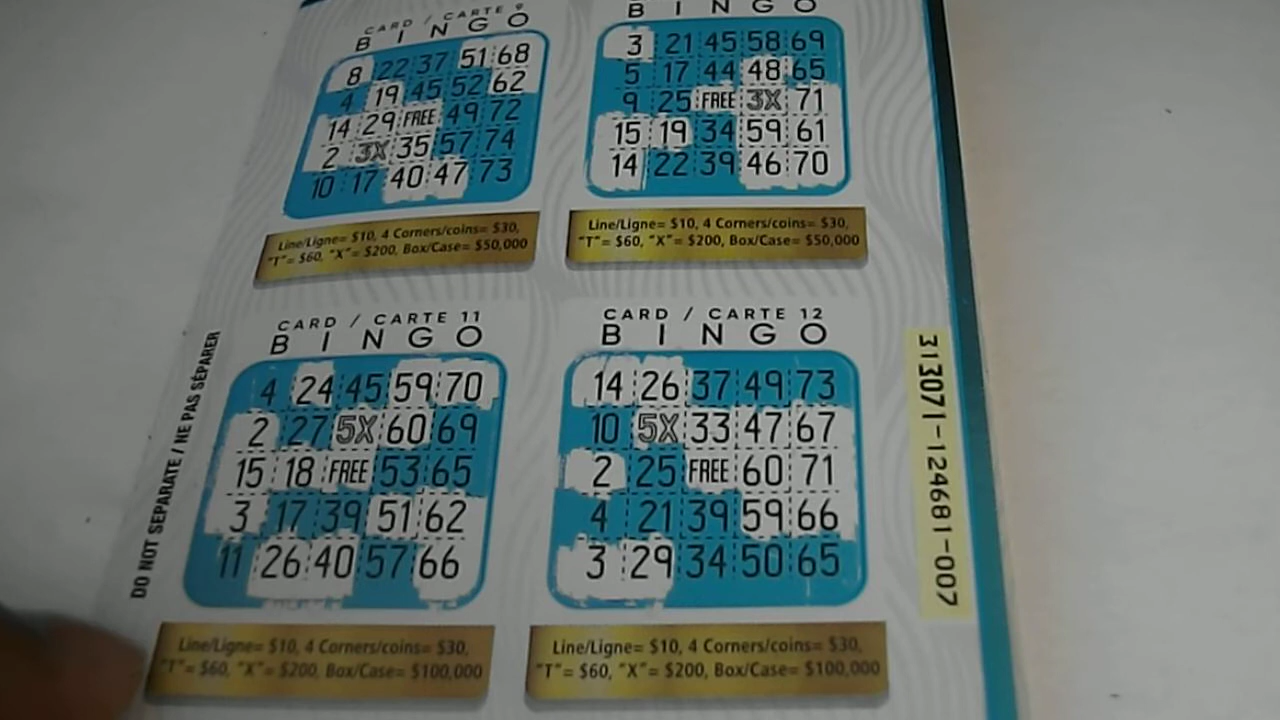 CARD / CARTE 9
B I N G O
8 22 37 51 68
4 19 45 52 62
14 29 FREE 49 72
2 3X 35 57 74
10 17 40 47 73
Line/Ligne= $10, 4 Corners/coins= $30,
"T"= $60, "X"= $200, Box/Case= $50,000
B I N G O
3 21 45 58 69
5 17 44 48 65
9 25 FREE 3X 71
15 19 34 59 61
14 22 39 46 70
Line/Ligne= $10, 4 Corners/coins= $30,
"T"= $60, "X"= $200, Box/Case= $50,000
DO NOT SEPARATE / NE PAS SÉPARER
CARD / CARTE 11
B I N G O
4 24 45 59 70
2 27 5X 60 69
15 18 FREE 53 65
3 17 39 51 62
11 26 40 57 66
Line/Ligne= $10, 4 Corners/coins= $30,
"T"= $60, "X"= $200, Box/Case= $100,000
CARD / CARTE 12
B I N G O
14 26 37 49 73
10 5X 33 47 67
2 25 FREE 60 71
4 21 39 59 66
3 29 34 50 65
Line/Ligne= $10, 4 Corners/coins= $30,
"T"= $60, "X"= $200, Box/Case= $100,000
313071-124681-007